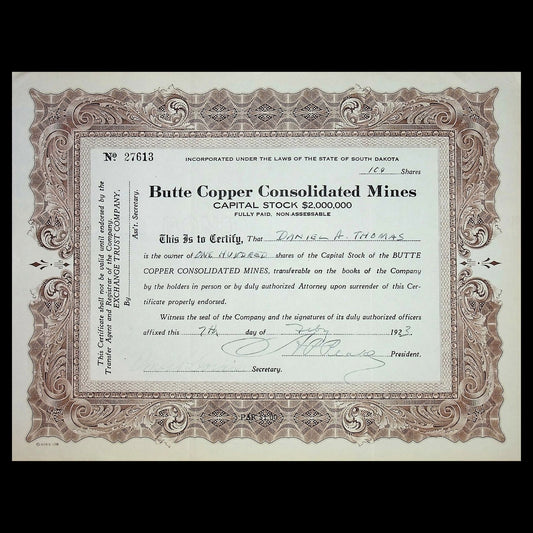 Nº 27613
INCORPORATED UNDER THE LAWS OF THE STATE OF SOUTH DAKOTA
100 Shares
Butte Copper Consolidated Mines
CAPITAL STOCK $2,000,000
FULLY PAID. NON-ASSESSABLE
This Is to Certify, That DANIEL A. THOMAS
is the owner of ONE HUNDRED shares of the Capital Stock of the BUTTE
COPPER CONSOLIDATED MINES, transferable on the books of the Company
by the holders in person or by duly authorized Attorney upon surrender of this Cer-
tificate properly endorsed.
Witness the seal of the Company and the signatures of its duly authorized officers
affixed this 7th day of Feby 1923.
President.
Secretary.
This Certificate shall not be valid until endorsed by the
Transfer Agent and Registrar of the Company,
EXCHANGE TRUST COMPANY.
By Ass't. Secretary.